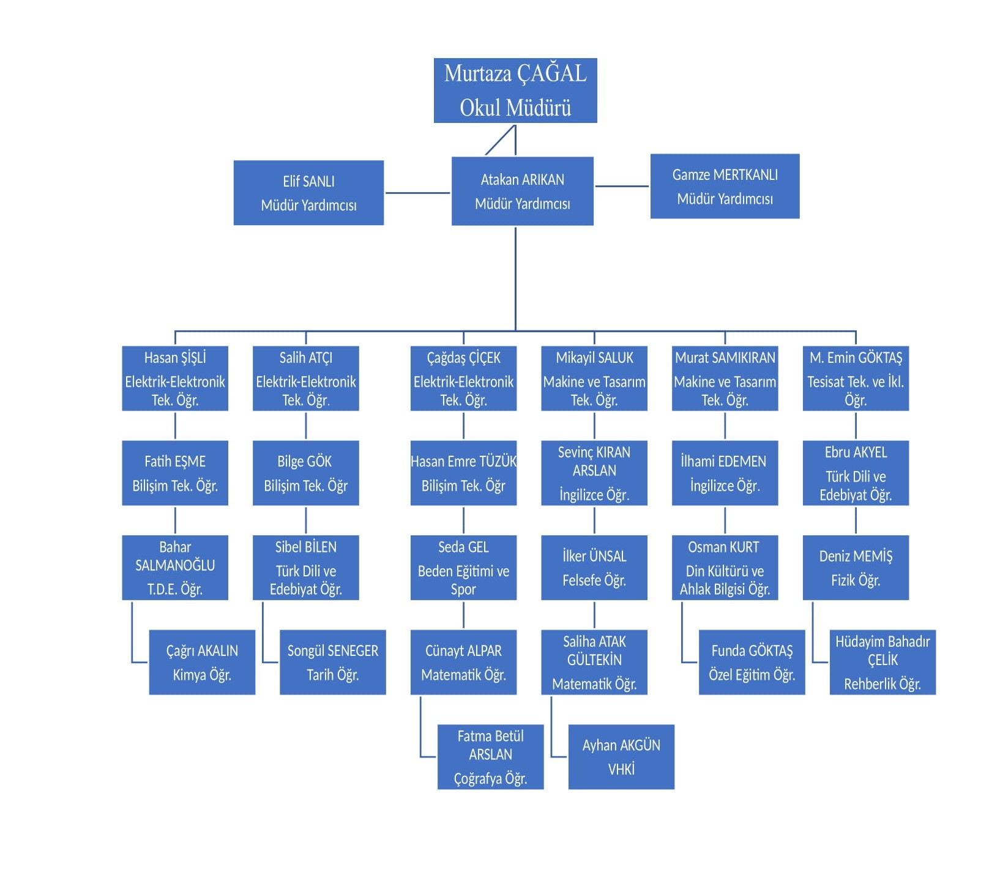 Murtaza ÇAĞAL
Okul Müdürü
Elif SANLI
Müdür Yardımcısı
Atakan ARIKAN
Müdür Yardımcısı
Gamze MERTKANLI
Müdür Yardımcısı
Hasan ŞİŞLİ
Elektrik-Elektronik
Tek. Öğr.
Salih ATÇI
Elektrik-Elektronik
Tek. Öğr.
Çağdaş ÇİÇEK
Elektrik-Elektronik
Tek. Öğr.
Mikayil SALUK
Makine ve Tasarım
Tek. Öğr.
Murat SAMIKIRAN
Makine ve Tasarım
Tek. Öğr.
M. Emin GÖKTAŞ
Tesisat Tek. ve İkl.
Öğr.
Fatih EŞME
Bilişim Tek. Öğr.
Bilge GÖK
Bilişim Tek. Öğr
Hasan Emre TÜZÜK
Bilişim Tek. Öğr
Sevinç KIRAN
ARSLAN
İngilizce Öğr.
İlhami EDEMEN
İngilizce Öğr.
Ebru AKYEL
Türk Dili ve
Edebiyat Öğr.
Bahar
SALMANOĞLU
T.D.E. Öğr.
Sibel BİLEN
Türk Dili ve
Edebiyat Öğr.
Seda GEL
Beden Eğitimi ve
Spor
İlker ÜNSAL
Felsefe Öğr.
Osman KURT
Din Kültürü ve
Ahlak Bilgisi Öğr.
Deniz MEMİŞ
Fizik Öğr.
Çağrı AKALIN
Kimya Öğr.
Songül SENEGER
Tarih Öğr.
Cünayt ALPAR
Matematik Öğr.
Saliha ATAK
GÜLTEKİN
Matematik Öğr.
Funda GÖKTAŞ
Özel Eğitim Öğr.
Hüdayim Bahadır
ÇELİK
Rehberlik Öğr.
Fatma Betül
ARSLAN
Çoğrafya Öğr.
Ayhan AKGÜN
VHKİ